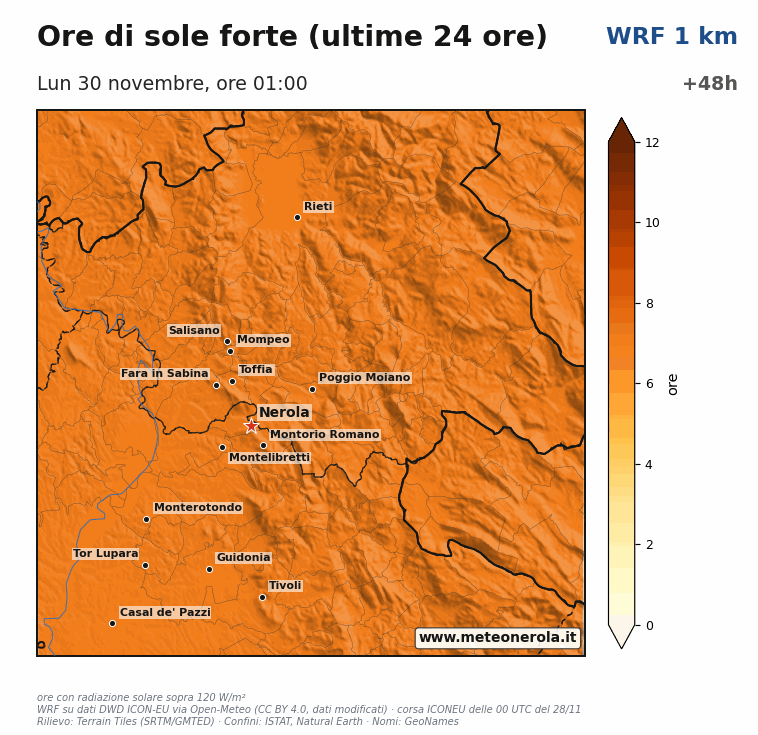 Ore di sole forte (ultime 24 ore)
WRF 1 km
Lun 30 novembre, ore 01:00
+48h
Rieti
Salisano
Mompeo
Toffia
Fara in Sabina
Poggio Moiano
Nerola
Montorio Romano
Montelibretti
Monterotondo
Tor Lupara
Guidonia
Tivoli
Casal de' Pazzi
www.meteonerola.it
12
10
8
6
4
2
0
ore
ore con radiazione solare sopra 120 W/m²
WRF su dati DWD ICON-EU via Open-Meteo (CC BY 4.0, dati modificati) · corsa ICONEU delle 00 UTC del 28/11
Rilievo: Terrain Tiles (SRTM/GMTED) · Confini: ISTAT, Natural Earth · Nomi: GeoNames